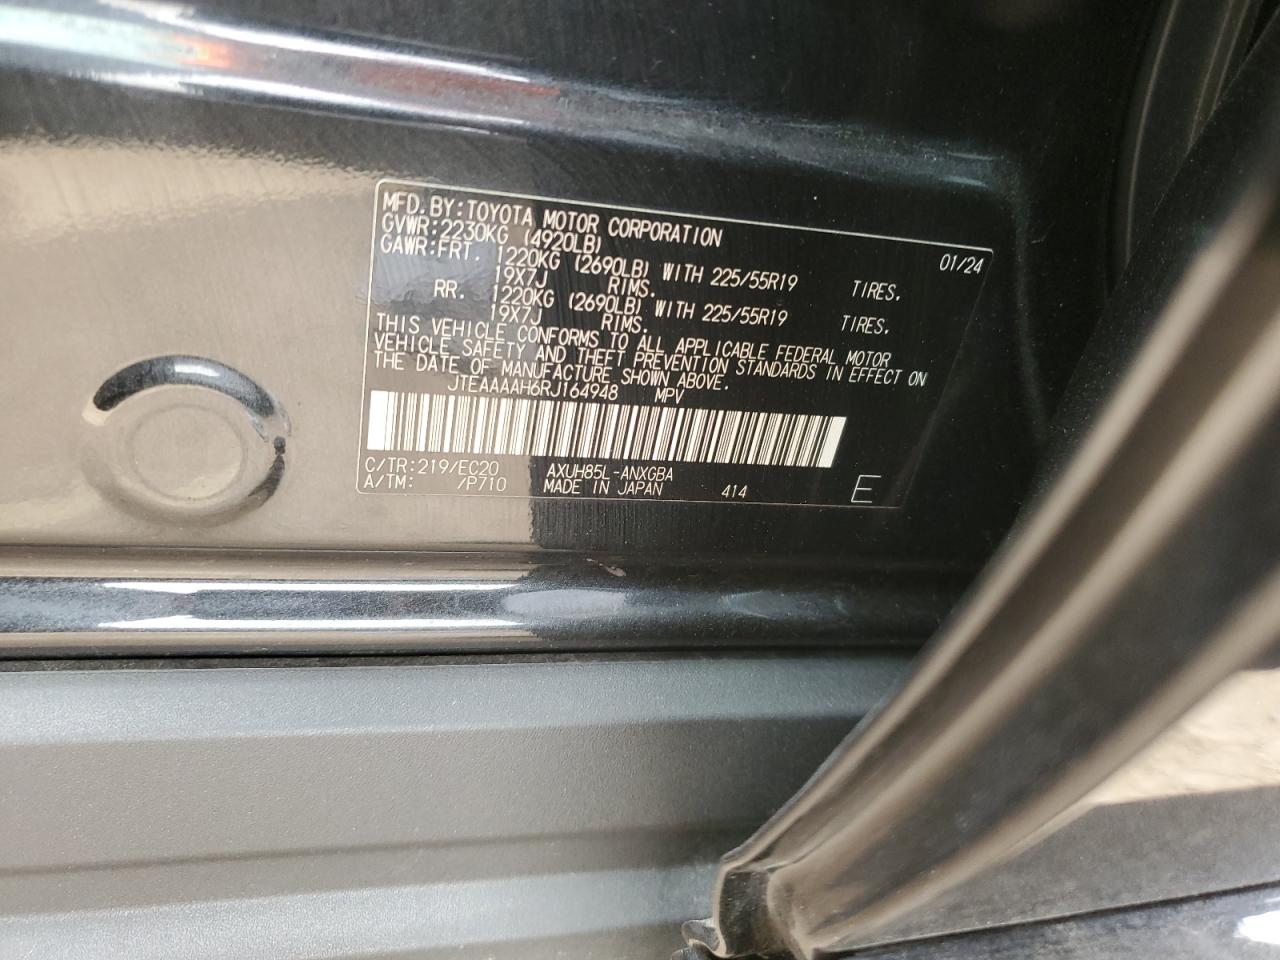 MFD.BY:TOYOTA MOTOR CORPORATION 01/24
GVWR:2230KG (4920LB)
GAWR:FRT. 1220KG (2690LB) WITH 225/55R19 TIRES.
19X7J RIMS.
RR. 1220KG (2690LB) WITH 225/55R19 TIRES.
19X7J RIMS.
THIS VEHICLE CONFORMS TO ALL APPLICABLE FEDERAL MOTOR
VEHICLE SAFETY AND THEFT PREVENTION STANDARDS IN EFFECT ON
THE DATE OF MANUFACTURE SHOWN ABOVE.
JTEAAAAH6RJ164948 MPV
C/TR:219/EC20 AXUH85L-ANXGBA
A/TM: /P710 MADE IN JAPAN 414 E